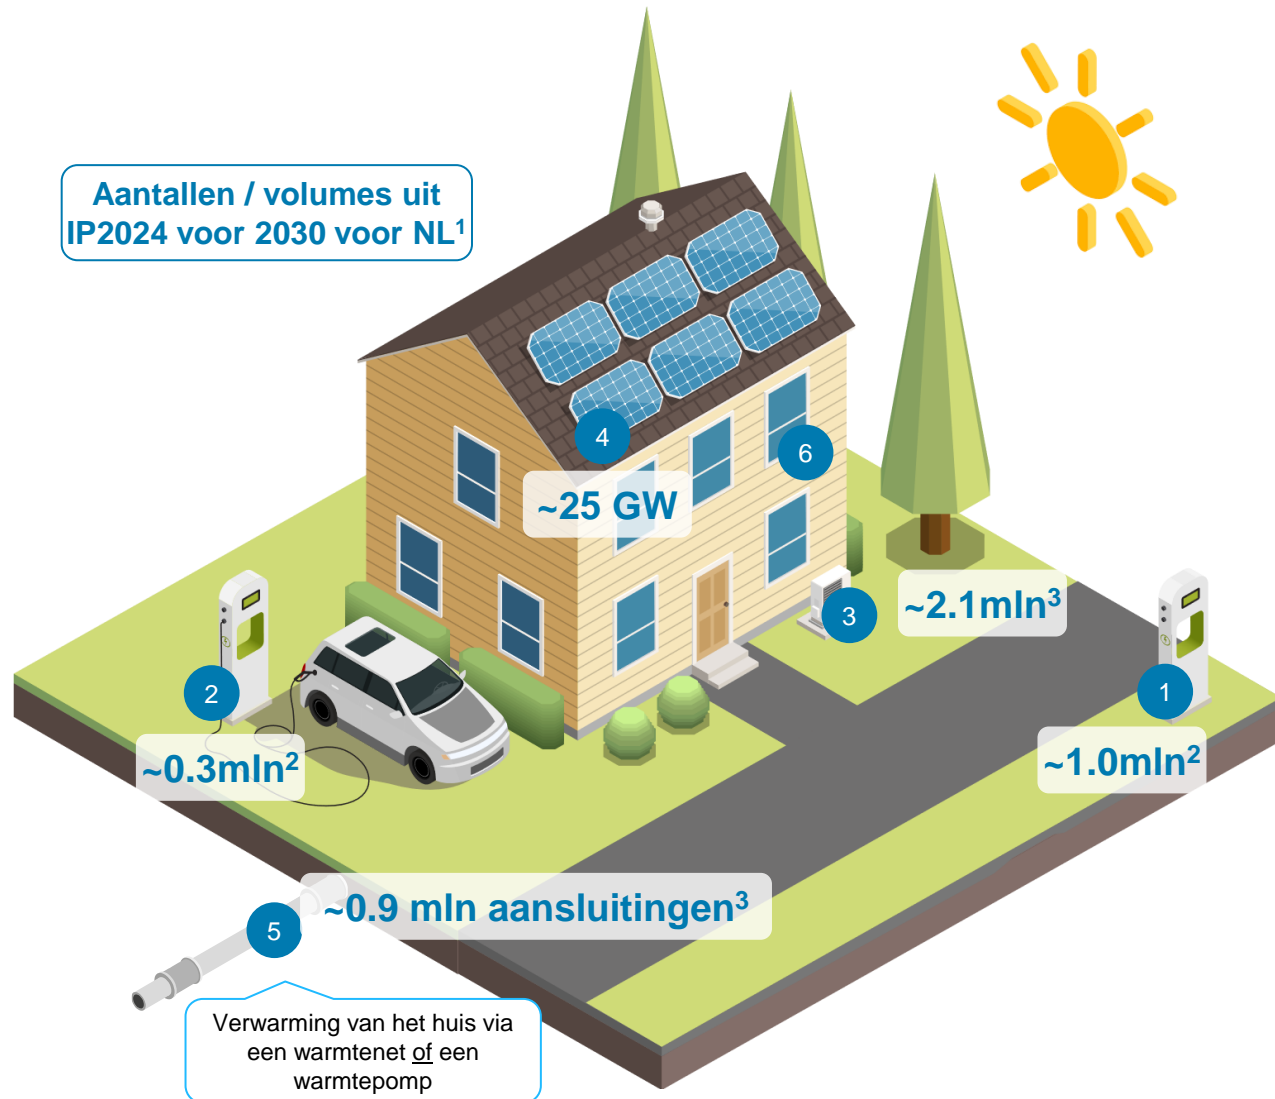 Aantallen / volumes uit
IP2024 voor 2030 voor NL¹
4
6
~25 GW
3
~2.1mln³
2
1
~0.3mln²
~1.0mln²
~0.9 mln aansluitingen³
5
Verwarming van het huis via
een warmtenet of een
warmtepomp